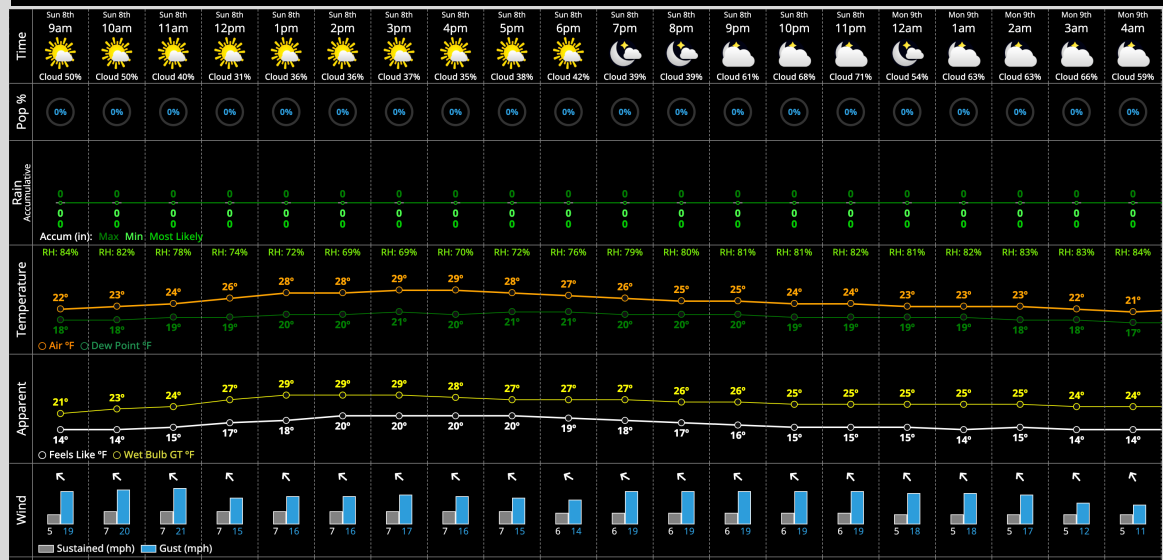 Sun 8th Sun 8th Sun 8th Sun 8th Sun 8th Sun 8th Sun 8th Sun 8th Sun 8th Sun 8th Sun 8th Sun 8th Sun 8th Sun 8th Sun 8th Mon 9th Mon 9th Mon 9th Mon 9th Mon 9th
Time 9am 10am 11am 12pm 1pm 2pm 3pm 4pm 5pm 6pm 7pm 8pm 9pm 10pm 11pm 12am 1am 2am 3am 4am
Cloud 50% Cloud 50% Cloud 40% Cloud 31% Cloud 36% Cloud 36% Cloud 37% Cloud 35% Cloud 38% Cloud 42% Cloud 39% Cloud 39% Cloud 61% Cloud 68% Cloud 71% Cloud 54% Cloud 63% Cloud 63% Cloud 66% Cloud 59%
Pop % 0% 0% 0% 0% 0% 0% 0% 0% 0% 0% 0% 0% 0% 0% 0% 0% 0% 0% 0% 0%
Rain
Accumulative
0 0 0 0 0 0 0 0 0 0 0 0 0 0 0 0 0 0 0 0
0 0 0 0 0 0 0 0 0 0 0 0 0 0 0 0 0 0 0 0
0 0 0 0 0 0 0 0 0 0 0 0 0 0 0 0 0 0 0 0
Accum (in): Max Min Most Likely
Temperature
RH: 84% RH: 82% RH: 78% RH: 74% RH: 72% RH: 69% RH: 69% RH: 70% RH: 72% RH: 76% RH: 79% RH: 80% RH: 81% RH: 81% RH: 82% RH: 81% RH: 82% RH: 83% RH: 83% RH: 84%
22° 23° 24° 26° 28° 28° 29° 29° 28° 27° 26° 25° 25° 24° 24° 23° 23° 23° 22° 21°
18° 18° 19° 19° 20° 20° 21° 20° 21° 21° 20° 20° 20° 19° 19° 19° 19° 18° 18° 17°
Air °F Dew Point °F
Apparent
21° 23° 24° 27° 29° 29° 29° 28° 27° 27° 27° 26° 26° 25° 25° 25° 25° 25° 24° 24°
14° 14° 15° 17° 18° 20° 20° 20° 20° 19° 18° 17° 16° 15° 15° 15° 14° 15° 14° 14°
Feels Like °F Wet Bulb GT °F
Wind
5 19 7 20 7 21 7 15 7 16 7 16 7 17 7 16 7 15 6 14 6 19 6 19 6 19 6 19 6 19 5 18 5 18 5 17 5 12 5 11
Sustained (mph) Gust (mph)